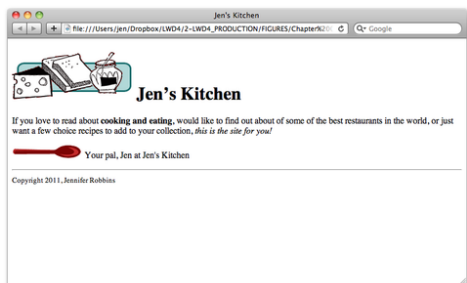 Jen's Kitchen
file:///Users/jen/Dropbox/LWD4/2-LWD4_PRODUCTION/FIGURES/Chapter%20
Google
Jen's Kitchen
If you love to read about cooking and eating, would like to find out about of some of the best restaurants in the world, or just
want a few choice recipes to add to your collection, this is the site for you!
Your pal, Jen at Jen's Kitchen
Copyright 2011, Jennifer Robbins